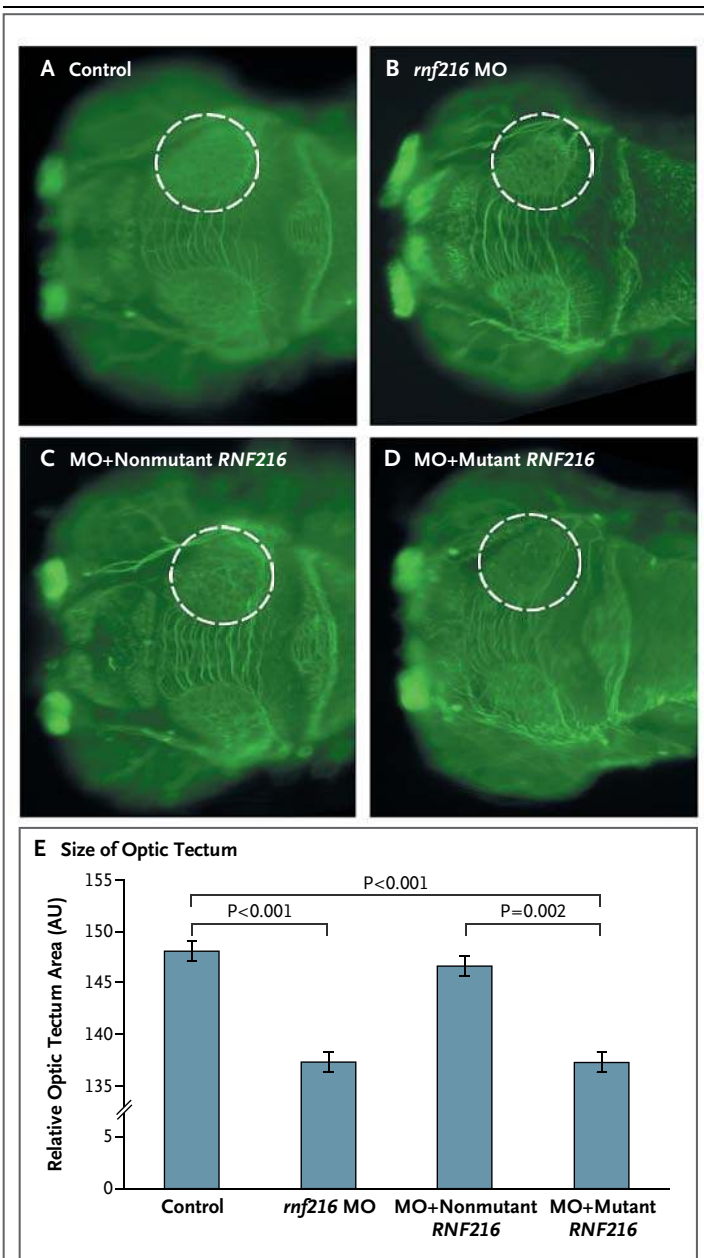 A Control
B rnf216 MO
C MO+Nonmutant RNF216
D MO+Mutant RNF216
E Size of Optic Tectum
Relative Optic Tectum Area (AU)
155
150
145
140
135
5
0
P<0.001
P<0.001
P=0.002
Control
rnf216 MO
MO+Nonmutant
RNF216
MO+Mutant
RNF216